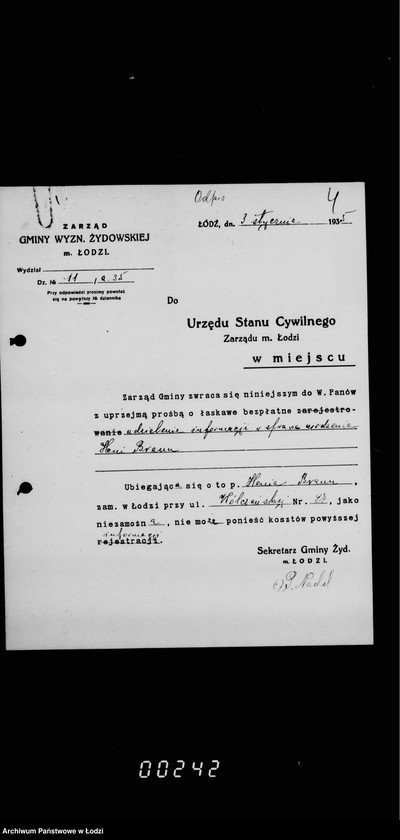 Odpis
4
ZARZĄD
GMINY WYZN. ŻYDOWSKIEJ
m. ŁODZI.
ŁÓDŹ, dn. 3 stycznia 1935
Wydział
Dz. № 11 / a.35
Przy odpowiedzi prosimy powołać
się na powyższy № dziennika
Do
Urzędu Stanu Cywilnego
Zarządu m. Łodzi
w miejscu
Zarząd Gminy zwraca się niniejszym do W. Panów
z uprzejmą prośbą o łaskawe bezpłatne zarejestro-
wanie udzielenie informacji w sprawie urodzenia
Heni Braun
Ubiegająca się o to p. Henia Braun,
zam. w Łodzi przy ul. Wólczańskiej Nr. 47, jako
niezamożna, nie może ponieść kosztów powyższej
informacji
rejestracji.
Sekretarz Gminy Żyd.
m. ŁODZI.
00242
Archiwum Państwowe w Łodzi